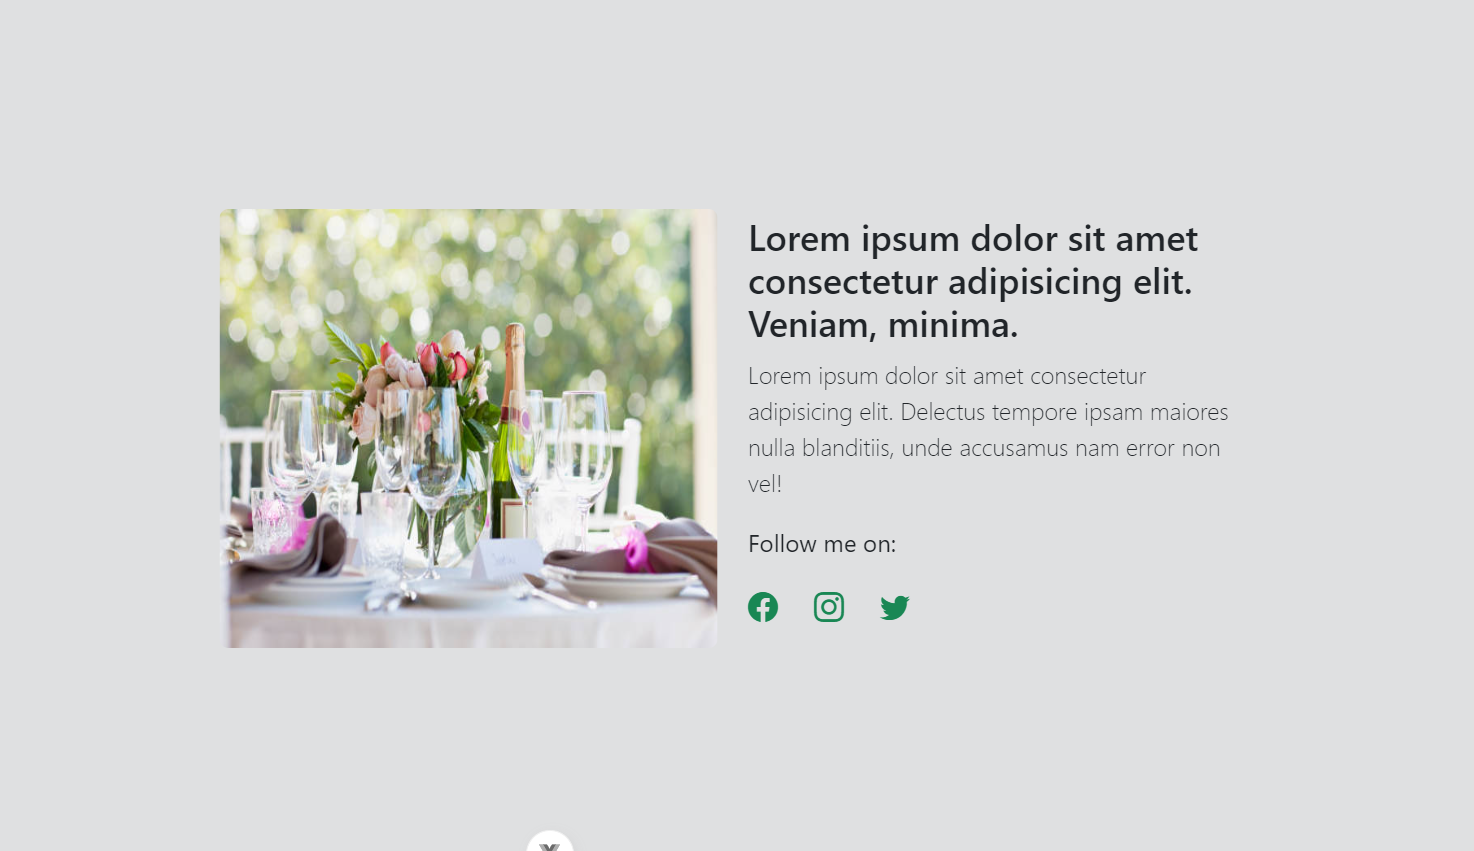 Lorem ipsum dolor sit amet
consectetur adipisicing elit.
Veniam, minima.
Lorem ipsum dolor sit amet consectetur
adipisicing elit. Delectus tempore ipsam maiores
nulla blanditiis, unde accusamus nam error non
vel!
Follow me on: